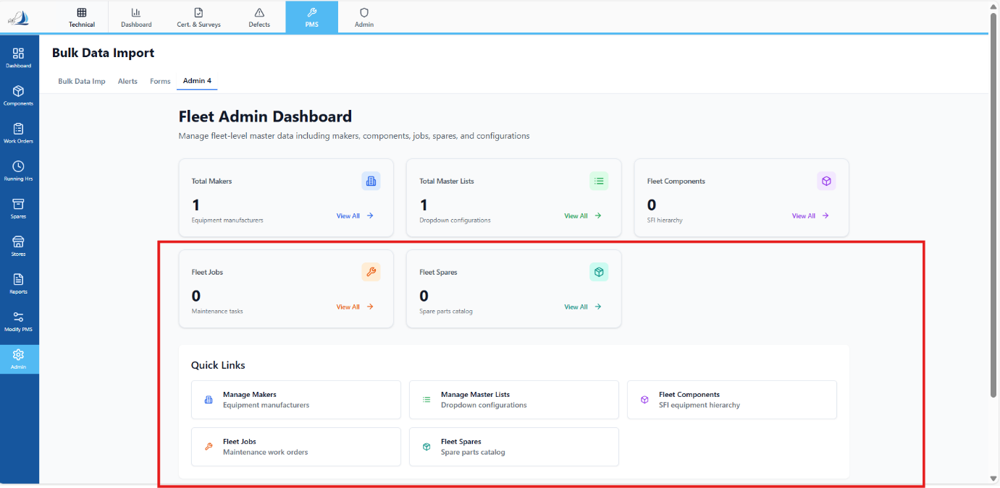 Technical
Dashboard
Cert. & Surveys
Defects
PMS
Admin
Dashboard
Components
Work Orders
Running Hrs
Spares
Stores
Reports
Modify PMS
Admin
Bulk Data Import
Bulk Data Imp
Alerts
Forms
Admin 4
Fleet Admin Dashboard
Manage fleet-level master data including makers, components, jobs, spares, and configurations
Total Makers
1
Equipment manufacturers
View All
Total Master Lists
1
Dropdown configurations
View All
Fleet Components
0
SFI hierarchy
View All
Fleet Jobs
0
Maintenance tasks
View All
Fleet Spares
0
Spare parts catalog
View All
Quick Links
Manage Makers
Equipment manufacturers
Manage Master Lists
Dropdown configurations
Fleet Components
SFI equipment hierarchy
Fleet Jobs
Maintenance work orders
Fleet Spares
Spare parts catalog